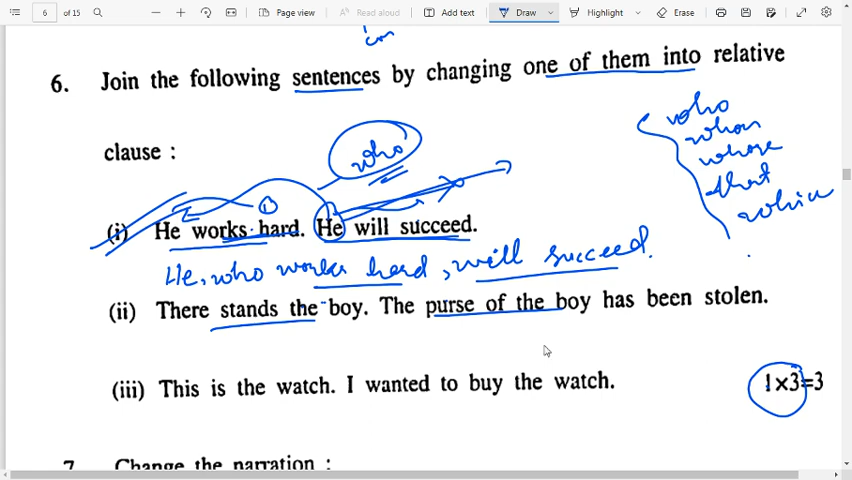 6 of 15 Page view Read aloud Add text Draw Highlight Erase
6. Join the following sentences by changing one of them into relative
clause :
who
who
whom
whose
that
which
(i) He works hard. He will succeed.
He, who works hard, will succeed.
(ii) There stands the boy. The purse of the boy has been stolen.
(iii) This is the watch. I wanted to buy the watch. 1×3=3
7. Change the narration :